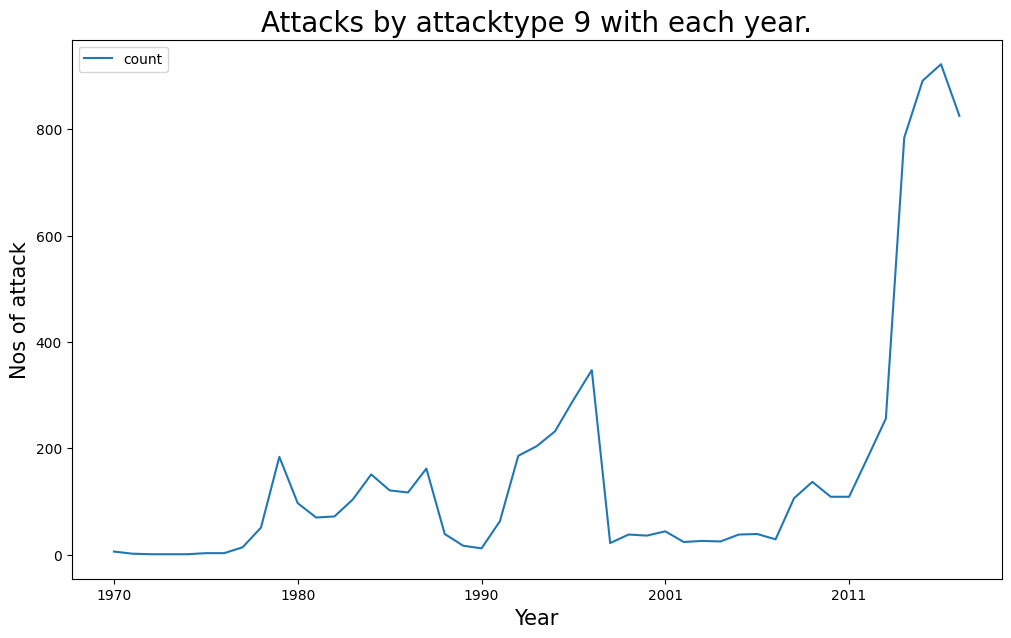 Attacks by attacktype 9 with each year.
count
Nos of attack
800
600
400
200
0
1970
1980
1990
2001
2011
Year